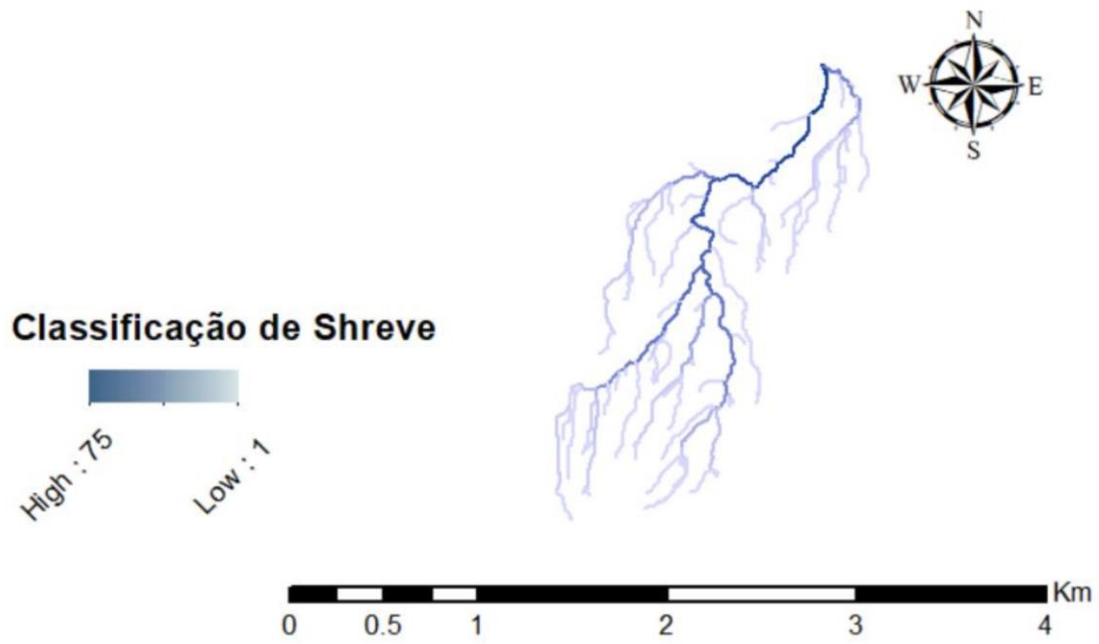 N
W E
S
Classificação de Shreve
High : 75
Low : 1
Km
0 0.5 1 2 3 4